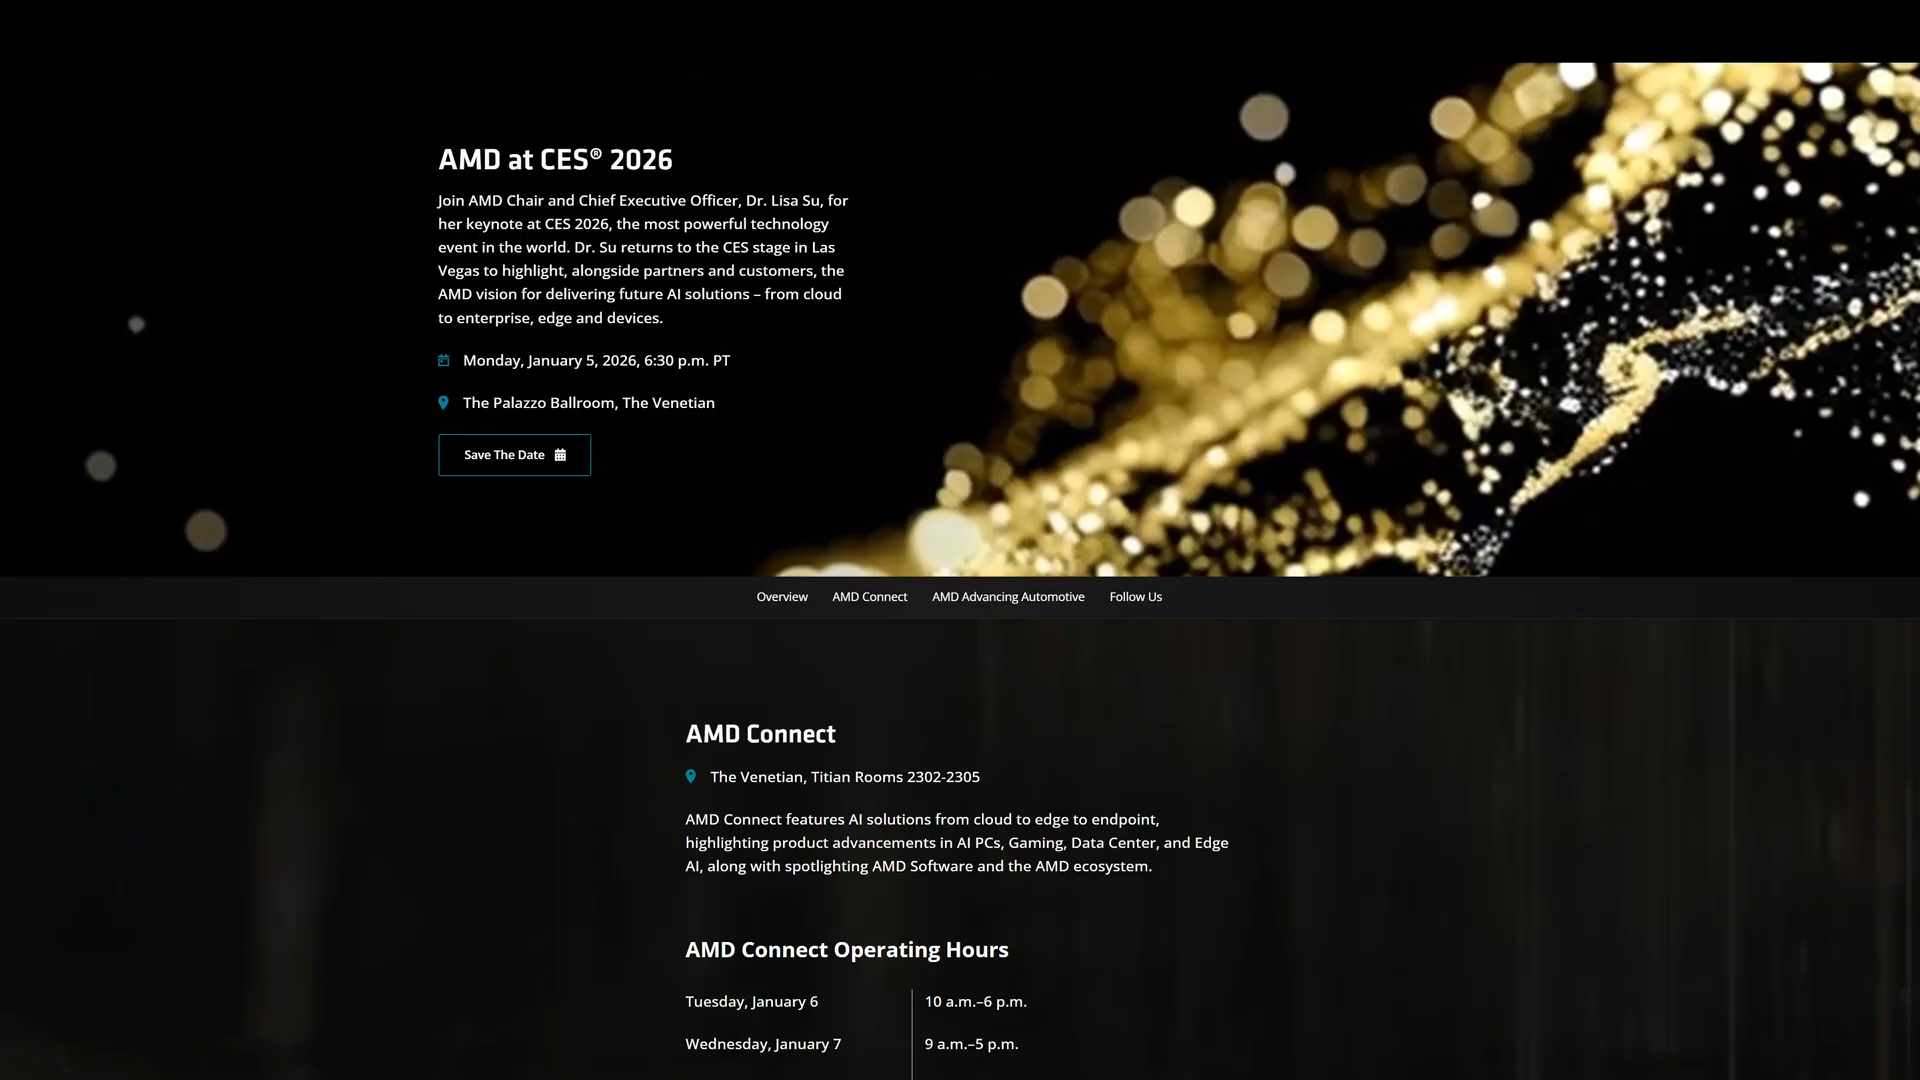 AMD at CES® 2026
Join AMD Chair and Chief Executive Officer, Dr. Lisa Su, for
her keynote at CES 2026, the most powerful technology
event in the world. Dr. Su returns to the CES stage in Las
Vegas to highlight, alongside partners and customers, the
AMD vision for delivering future AI solutions – from cloud
to enterprise, edge and devices.
Monday, January 5, 2026, 6:30 p.m. PT
The Palazzo Ballroom, The Venetian
Save The Date
Overview AMD Connect AMD Advancing Automotive Follow Us
AMD Connect
The Venetian, Titian Rooms 2302-2305
AMD Connect features AI solutions from cloud to edge to endpoint,
highlighting product advancements in AI PCs, Gaming, Data Center, and Edge
AI, along with spotlighting AMD Software and the AMD ecosystem.
AMD Connect Operating Hours
Tuesday, January 6 10 a.m.–6 p.m.
Wednesday, January 7 9 a.m.–5 p.m.